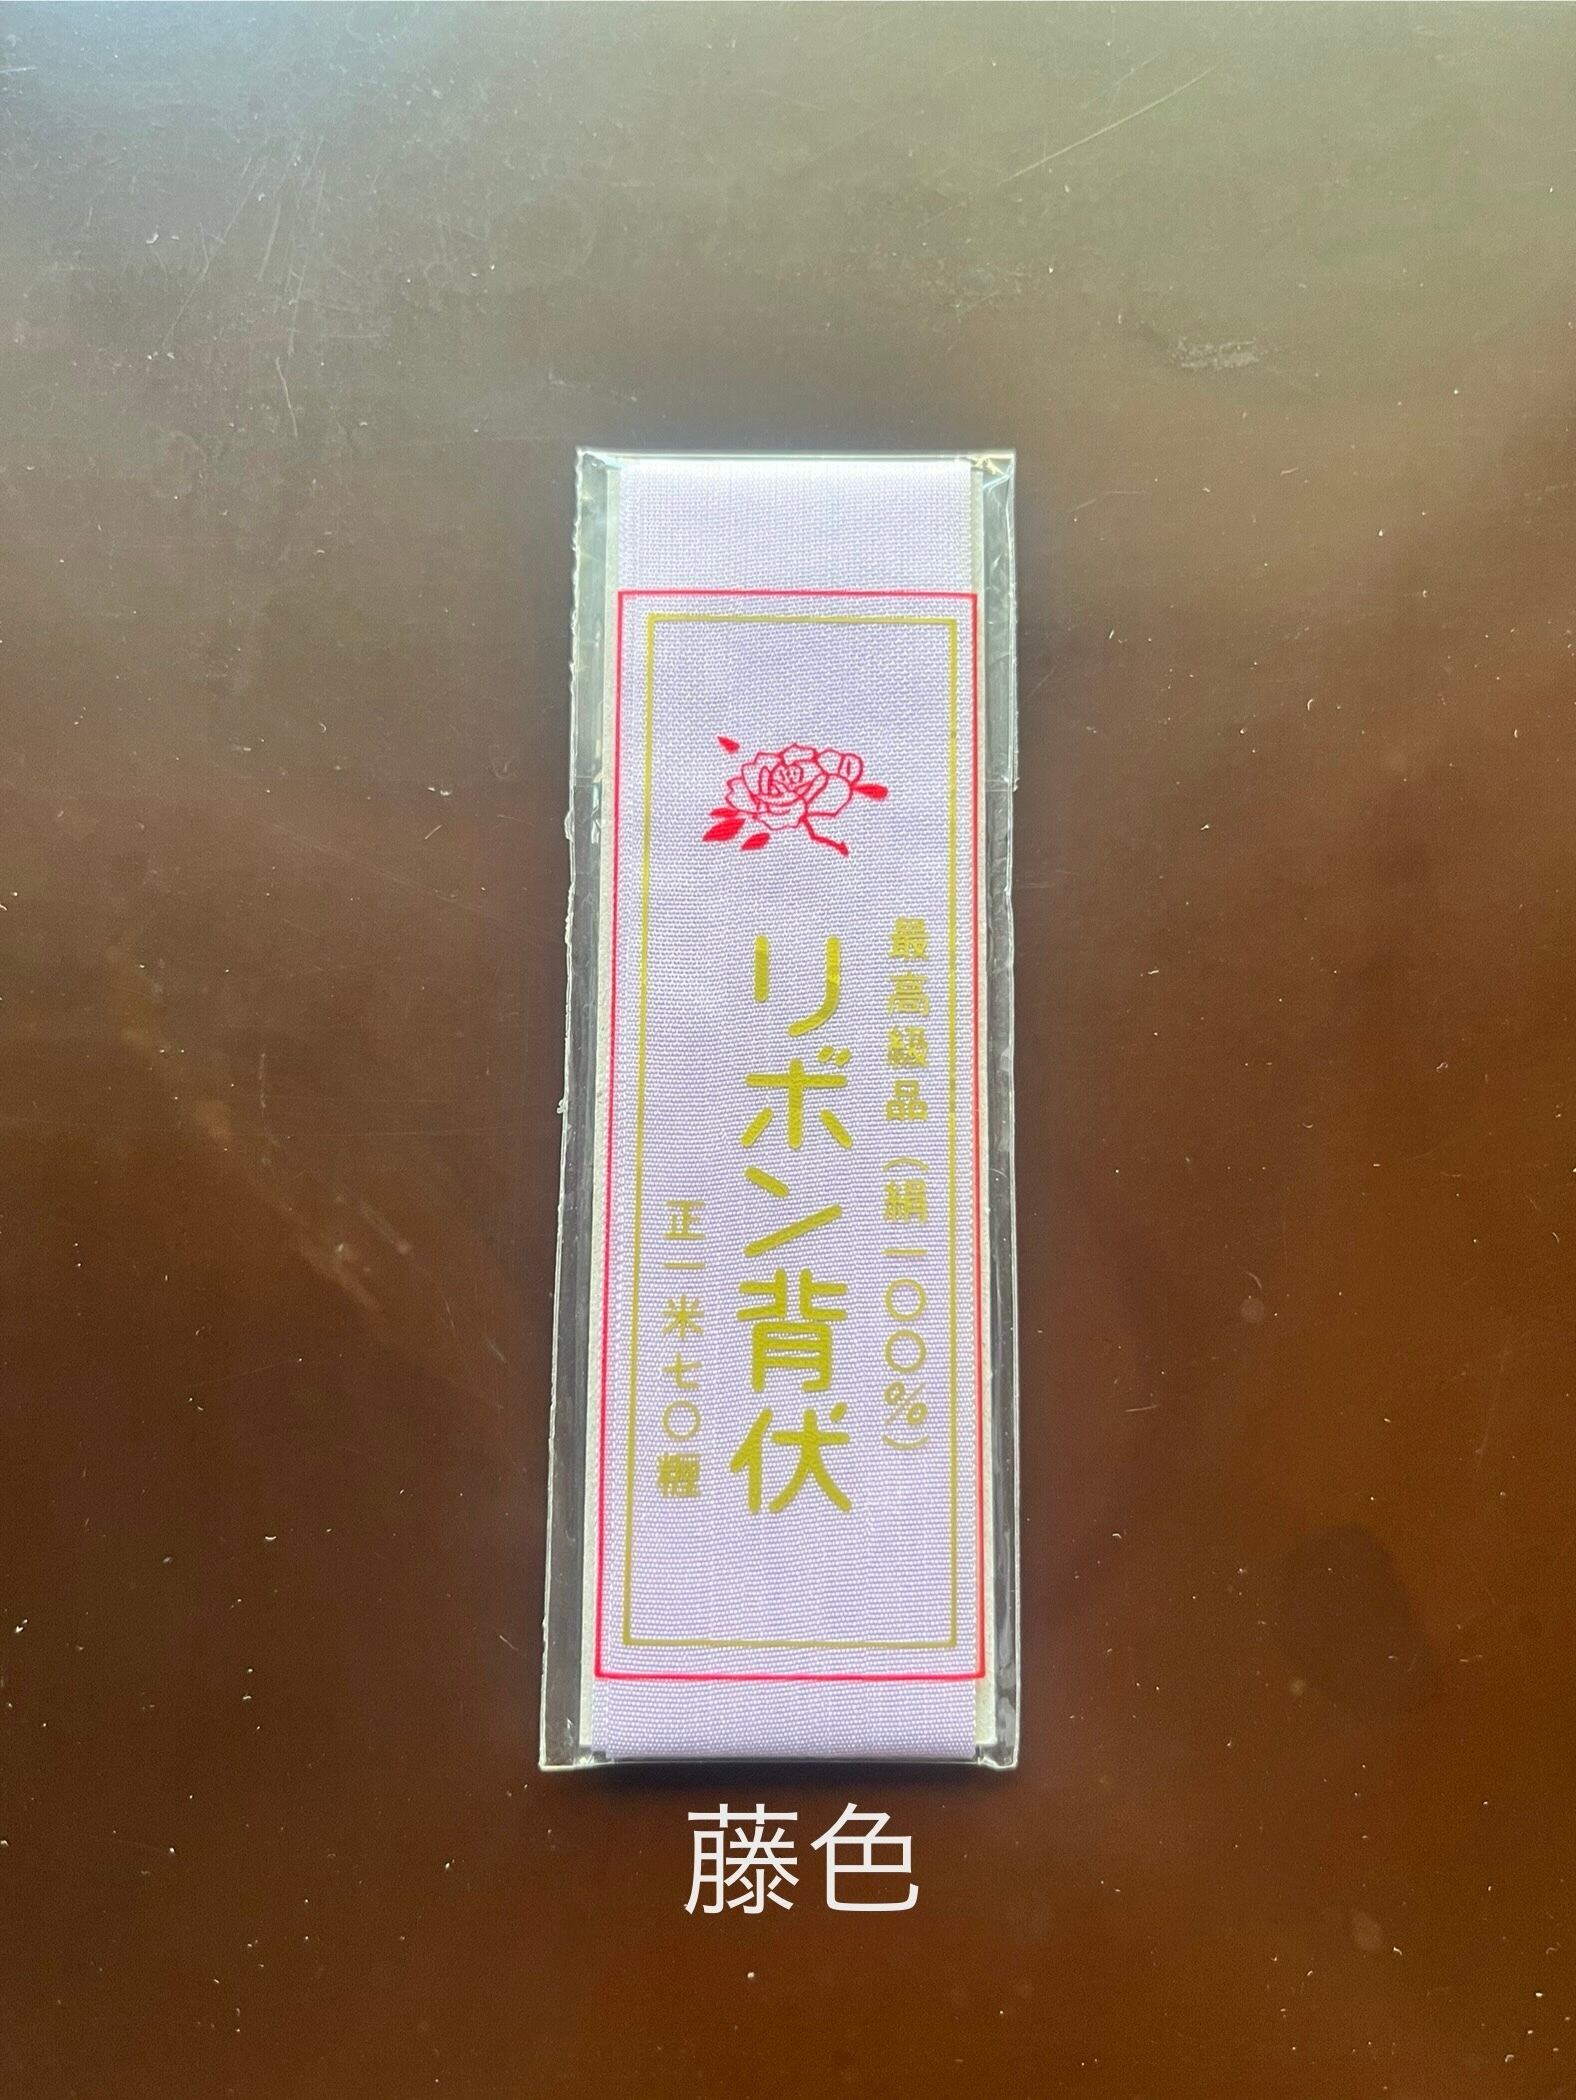 最高級品(絹一〇〇%)
リボン背伏
正一米七〇糎
藤色